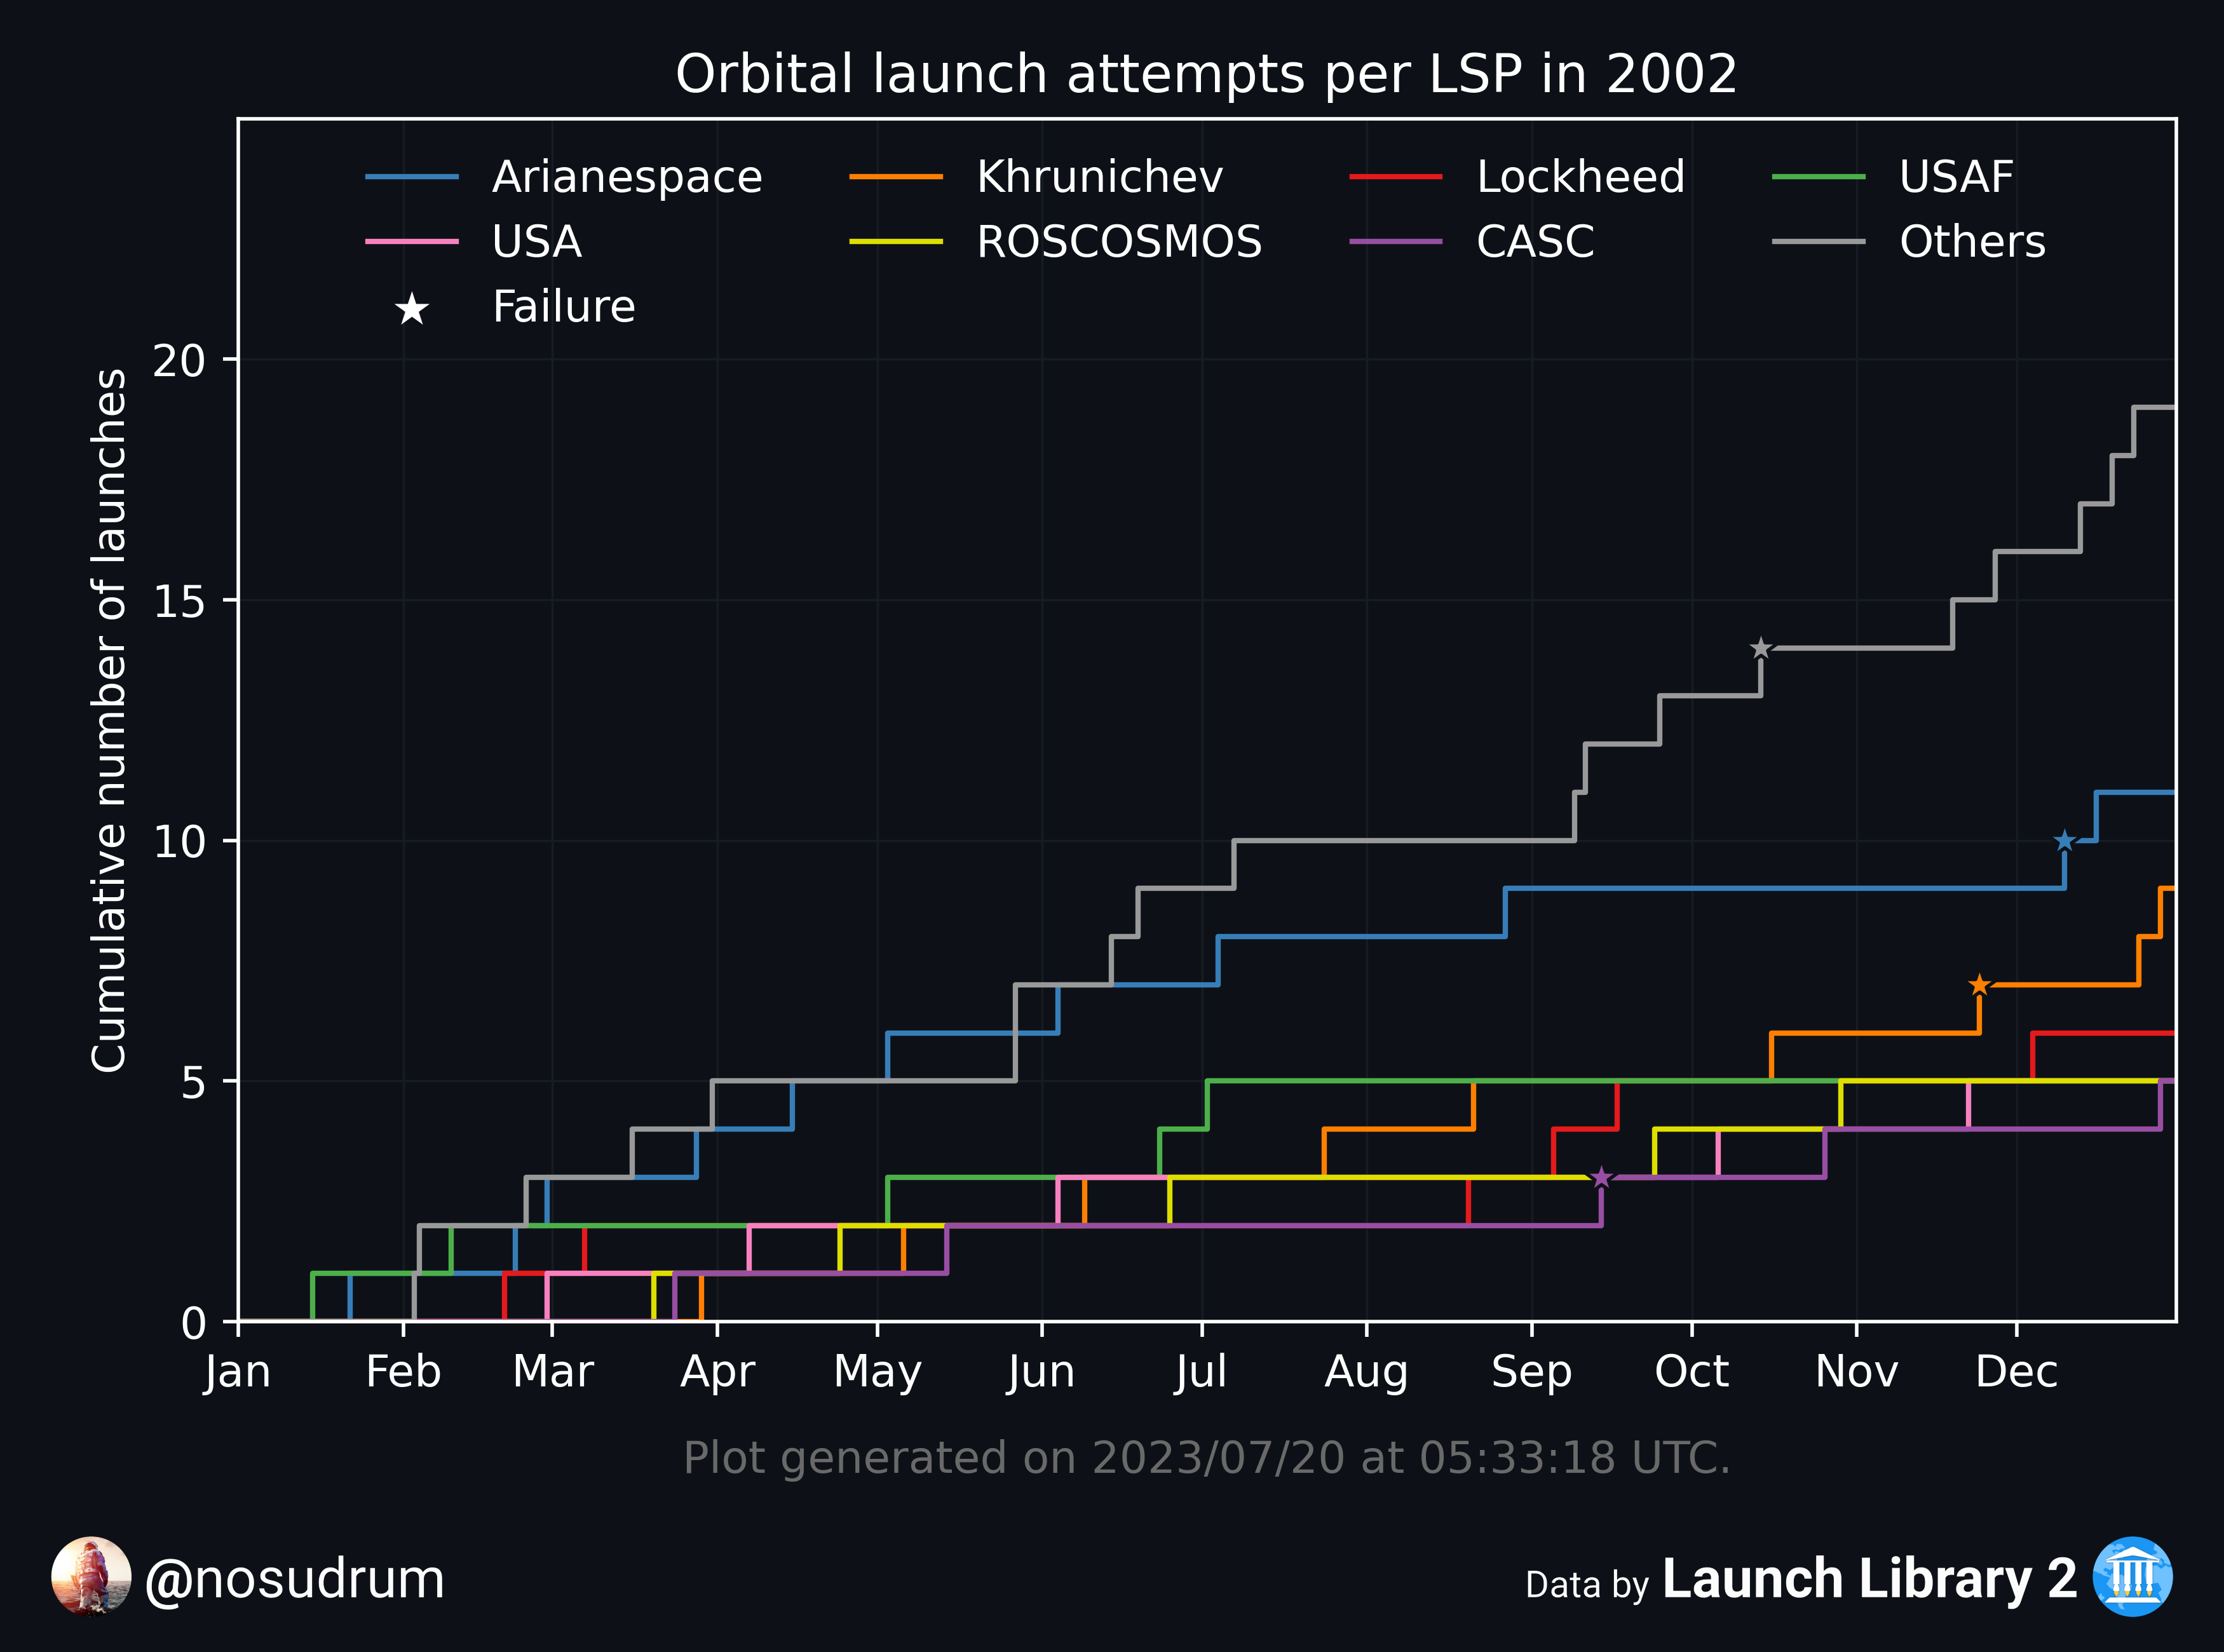 Orbital launch attempts per LSP in 2002
Arianespace Khrunichev Lockheed USAF
USA ROSCOSMOS CASC Others
Failure
Cumulative number of launches
20
15
10
5
0
Jan Feb Mar Apr May Jun Jul Aug Sep Oct Nov Dec
Plot generated on 2023/07/20 at 05:33:18 UTC.
@nosudrum
Data by Launch Library 2